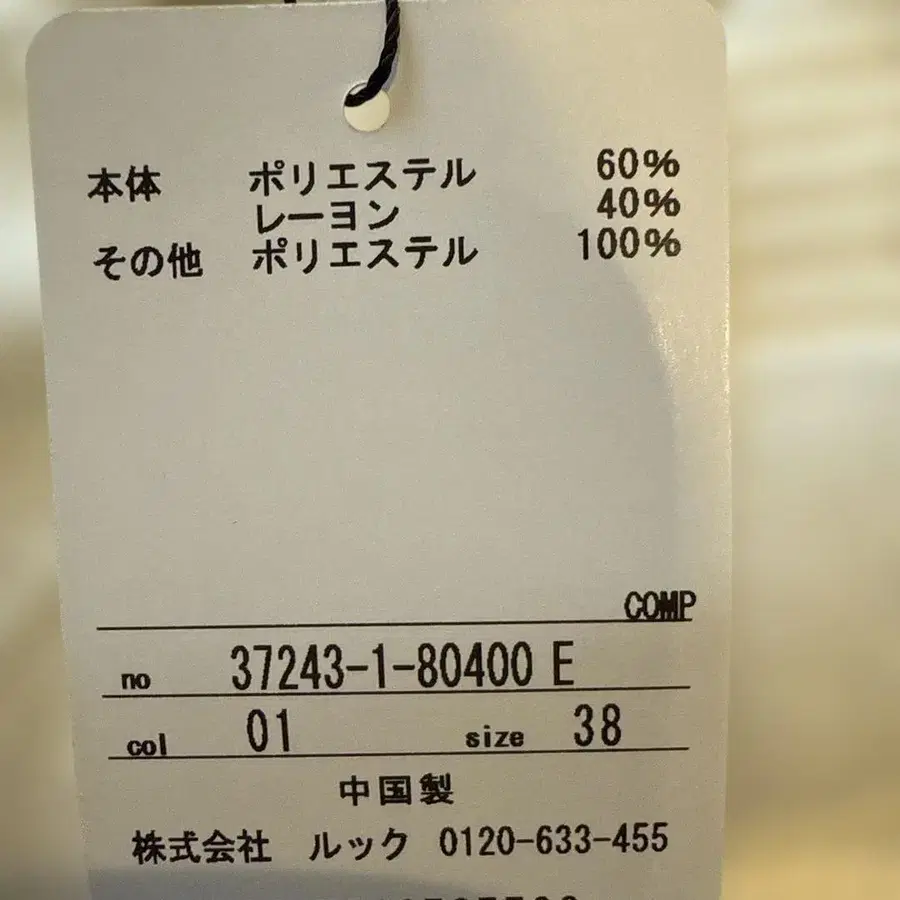 本体 ポリエステル 60%
レーヨン 40%
その他 ポリエステル 100%
COMP
no 37243-1-80400 E
col 01 size 38
中国製
株式会社 ルック 0120-633-455